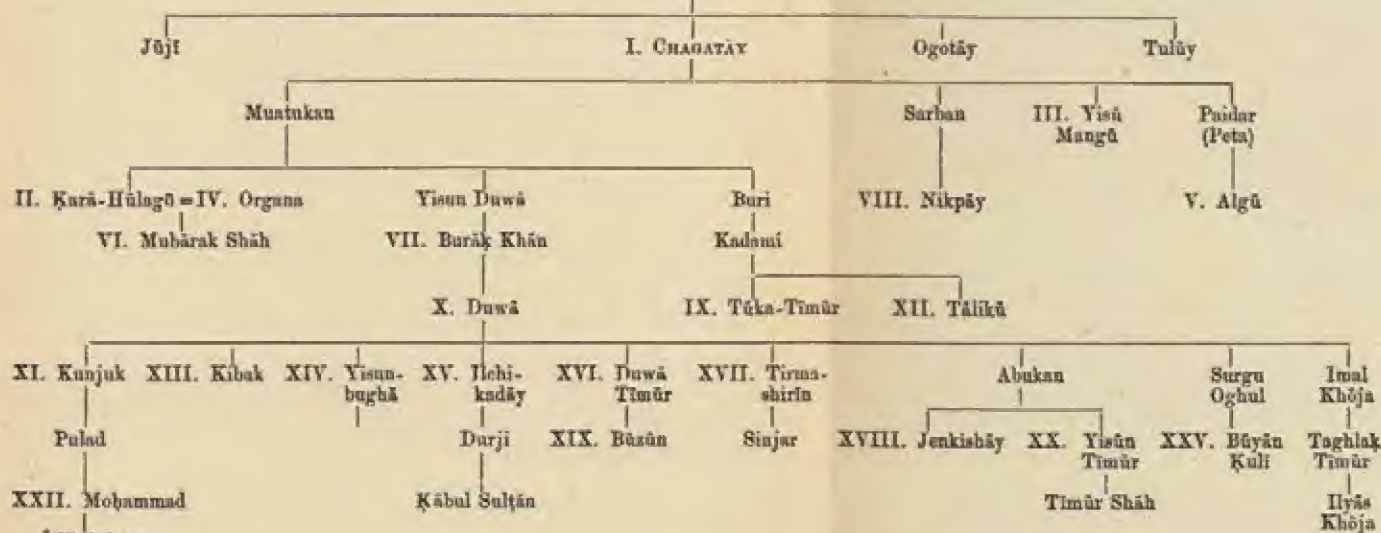 Jūjī I. CHAGATĀY Ogotāy Tulūy
Muatukan Sarban III. Yisū Paidar
Mangū (Peta)
II. Ḳarā-Hūlagū = IV. Organa Yisun Duwā Buri VIII. Nikpāy V. Algū
VI. Mubārak Shāh VII. Burāḳ Khān Kadami
X. Duwā IX. Tūka-Tīmūr XII. Tālikū
XI. Kunjuk XIII. Kibak XIV. Yisun- XV. Ilchi- XVI. Duwā XVII. Tirma- Abukan Surgu Imal
bughā kadāy Tīmūr shirīn Oghul Khōja
Pulad Durji XIX. Būzūn Sinjar XVIII. Jenkishāy XX. Yisūn XXV. Būyān Taghlaḳ
Tīmūr Ḳulī Tīmūr
XXII. Moḥammad Ḳābul Sulṭān Tīmūr Shāh Ilyās
Khōja